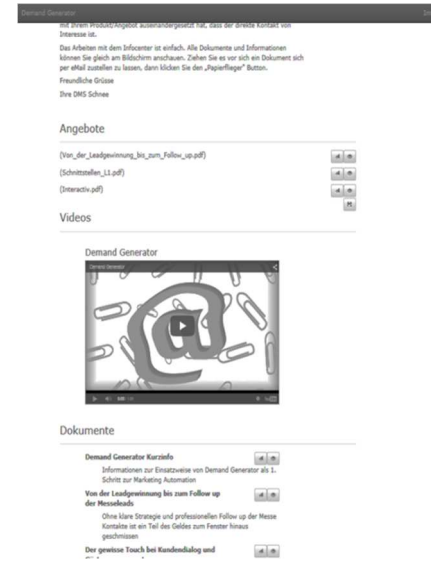 Demand Generator
mit Ihrem Produkt/Angebot auseinandergesetzt hat, dass der direkte Kontakt von
Interesse ist.
Das Arbeiten mit dem Infocenter ist einfach. Alle Dokumente und Informationen
können Sie gleich am Bildschirm anschauen. Ziehen Sie es vor sich ein Dokument sich
per eMail zustellen zu lassen, dann klicken Sie den „Papierflieger" Button.
Freundliche Grüsse
Ihre DMS Schnee
Angebote
(Von_der_Leadgewinnung_bis_zum_Follow_up.pdf)
(Schnittstellen_L1.pdf)
(Interactiv.pdf)
Videos
Demand Generator
Demand Generator
@
Dokumente
Demand Generator Kurzinfo
Informationen zur Einsatzweise von Demand Generator als 1.
Schritt zur Marketing Automation
Von der Leadgewinnung bis zum Follow up
der Messeleads
Ohne klare Strategie und professionellen Follow up der Messe
Kontakte ist ein Teil des Geldes zum Fenster hinaus
geschmissen
Der gewisse Touch bei Kundendialog und